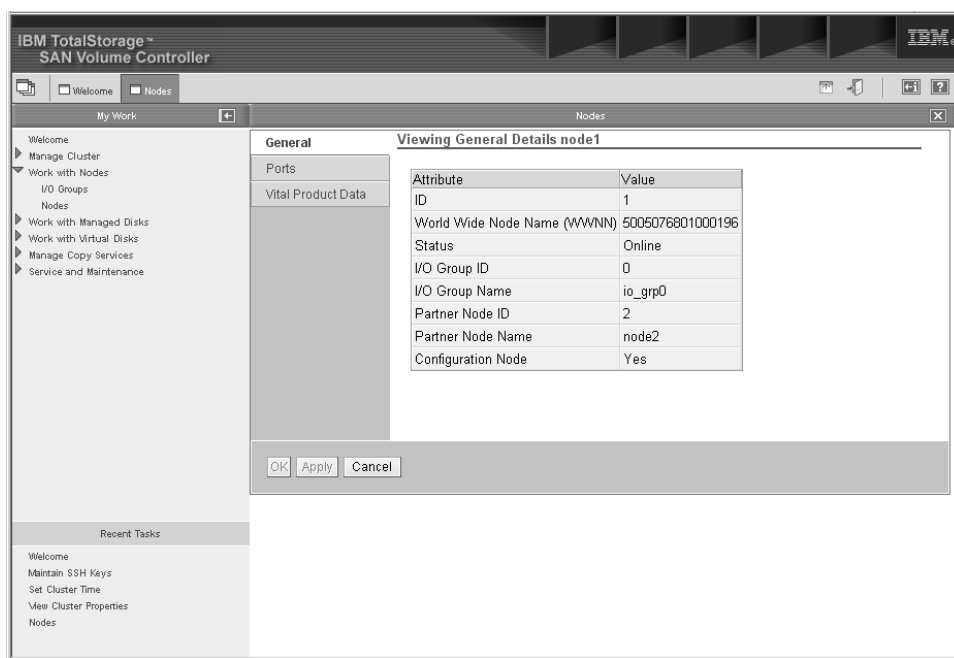 IBM TotalStorage™
SAN Volume Controller
IBM®
Welcome
Nodes
?
My Work
Nodes
Welcome
Manage Cluster
Work with Nodes
I/O Groups
Nodes
Work with Managed Disks
Work with Virtual Disks
Manage Copy Services
Service and Maintenance
General
Ports
Vital Product Data
Viewing General Details node1
Attribute Value
ID 1
World Wide Node Name (WWNN) 5005076801000196
Status Online
I/O Group ID 0
I/O Group Name io_grp0
Partner Node ID 2
Partner Node Name node2
Configuration Node Yes
OK Apply Cancel
Recent Tasks
Welcome
Maintain SSH Keys
Set Cluster Time
View Cluster Properties
Nodes